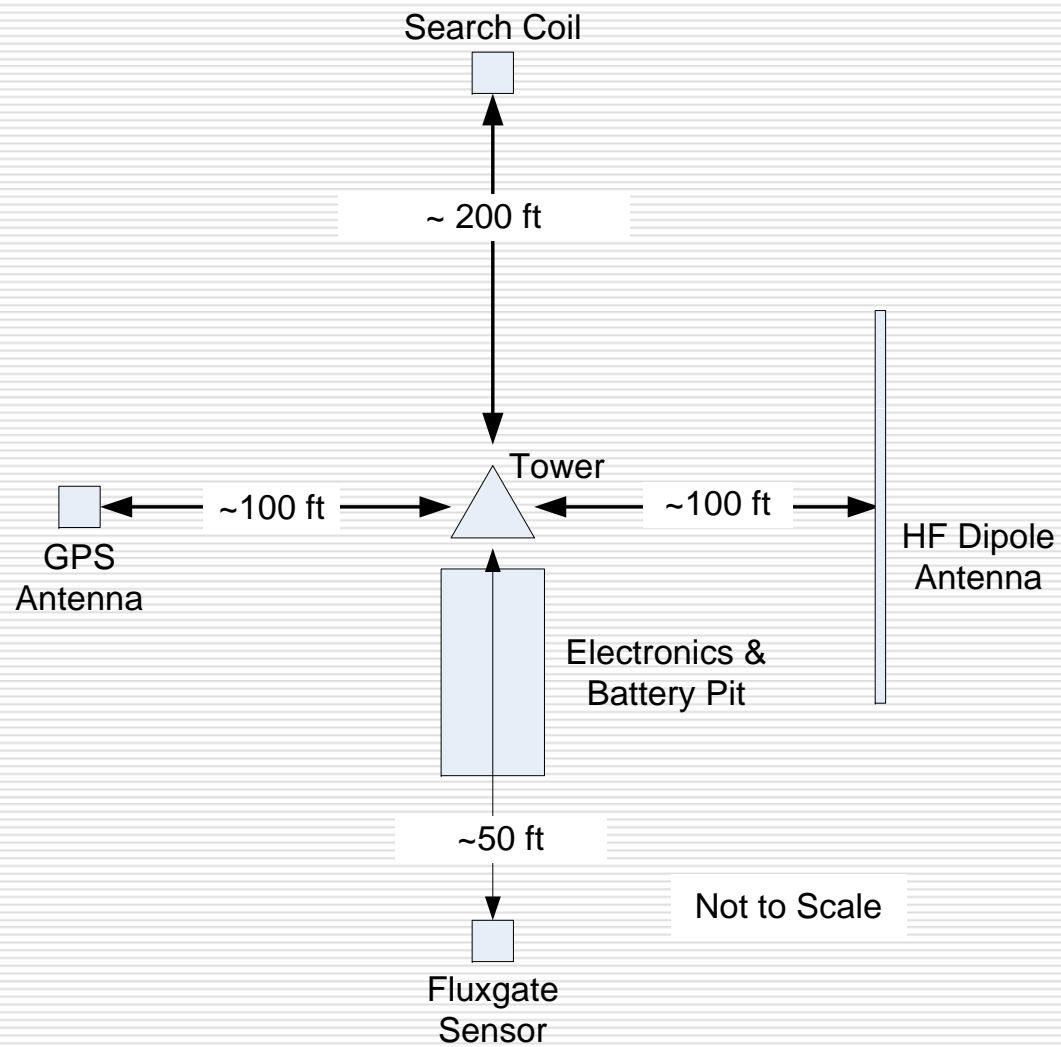 Search Coil
~ 200 ft
Tower
~100 ft
~100 ft
GPS
Antenna
HF Dipole
Antenna
Electronics &
Battery Pit
~50 ft
Not to Scale
Fluxgate
Sensor